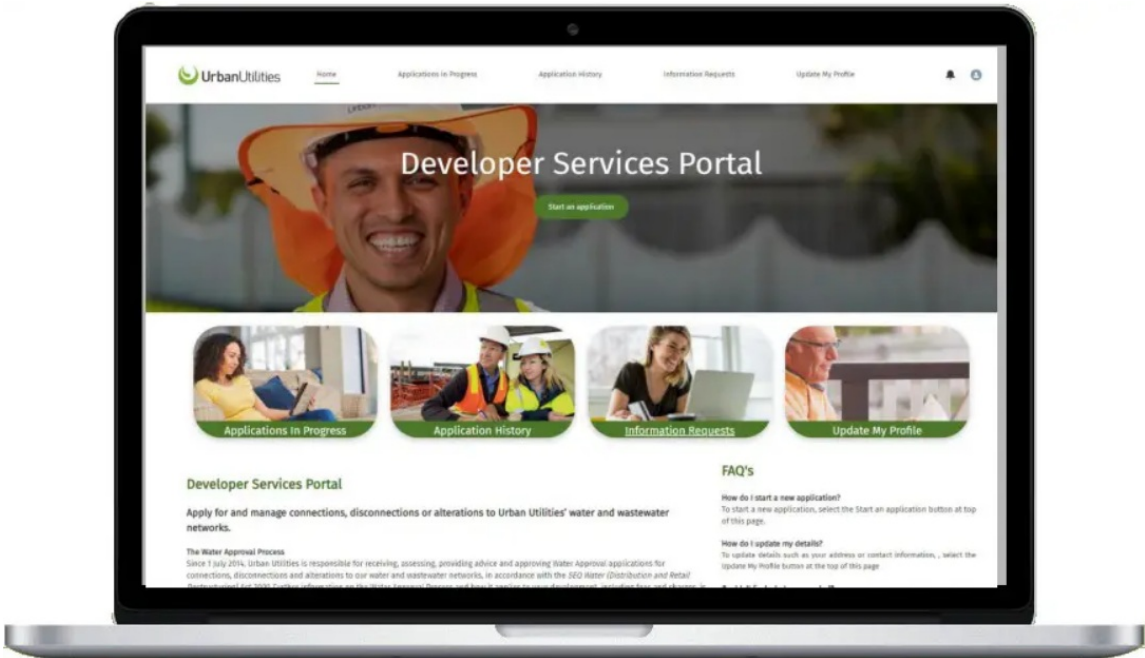 UrbanUtilities
Home
Applications In Progress
Application History
Information Requests
Update My Profile
Developer Services Portal
Start an application
Applications In Progress
Application History
Information Requests
Update My Profile
Developer Services Portal
Apply for and manage connections, disconnections or alterations to Urban Utilities' water and wastewater
networks.
The Water Approval Process
Since 1 July 2014, Urban Utilities is responsible for receiving, assessing, providing advice and approving Water Approval applications for
connections, disconnections and alterations to our water and wastewater networks, in accordance with the SEQ Water (Distribution and Retail
FAQ's
How do I start a new application?
To start a new application, select the Start an application button at top
of this page.
How do I update my details?
To update details such as your address or contact information, , select the
Update My Profile button at the top of this page